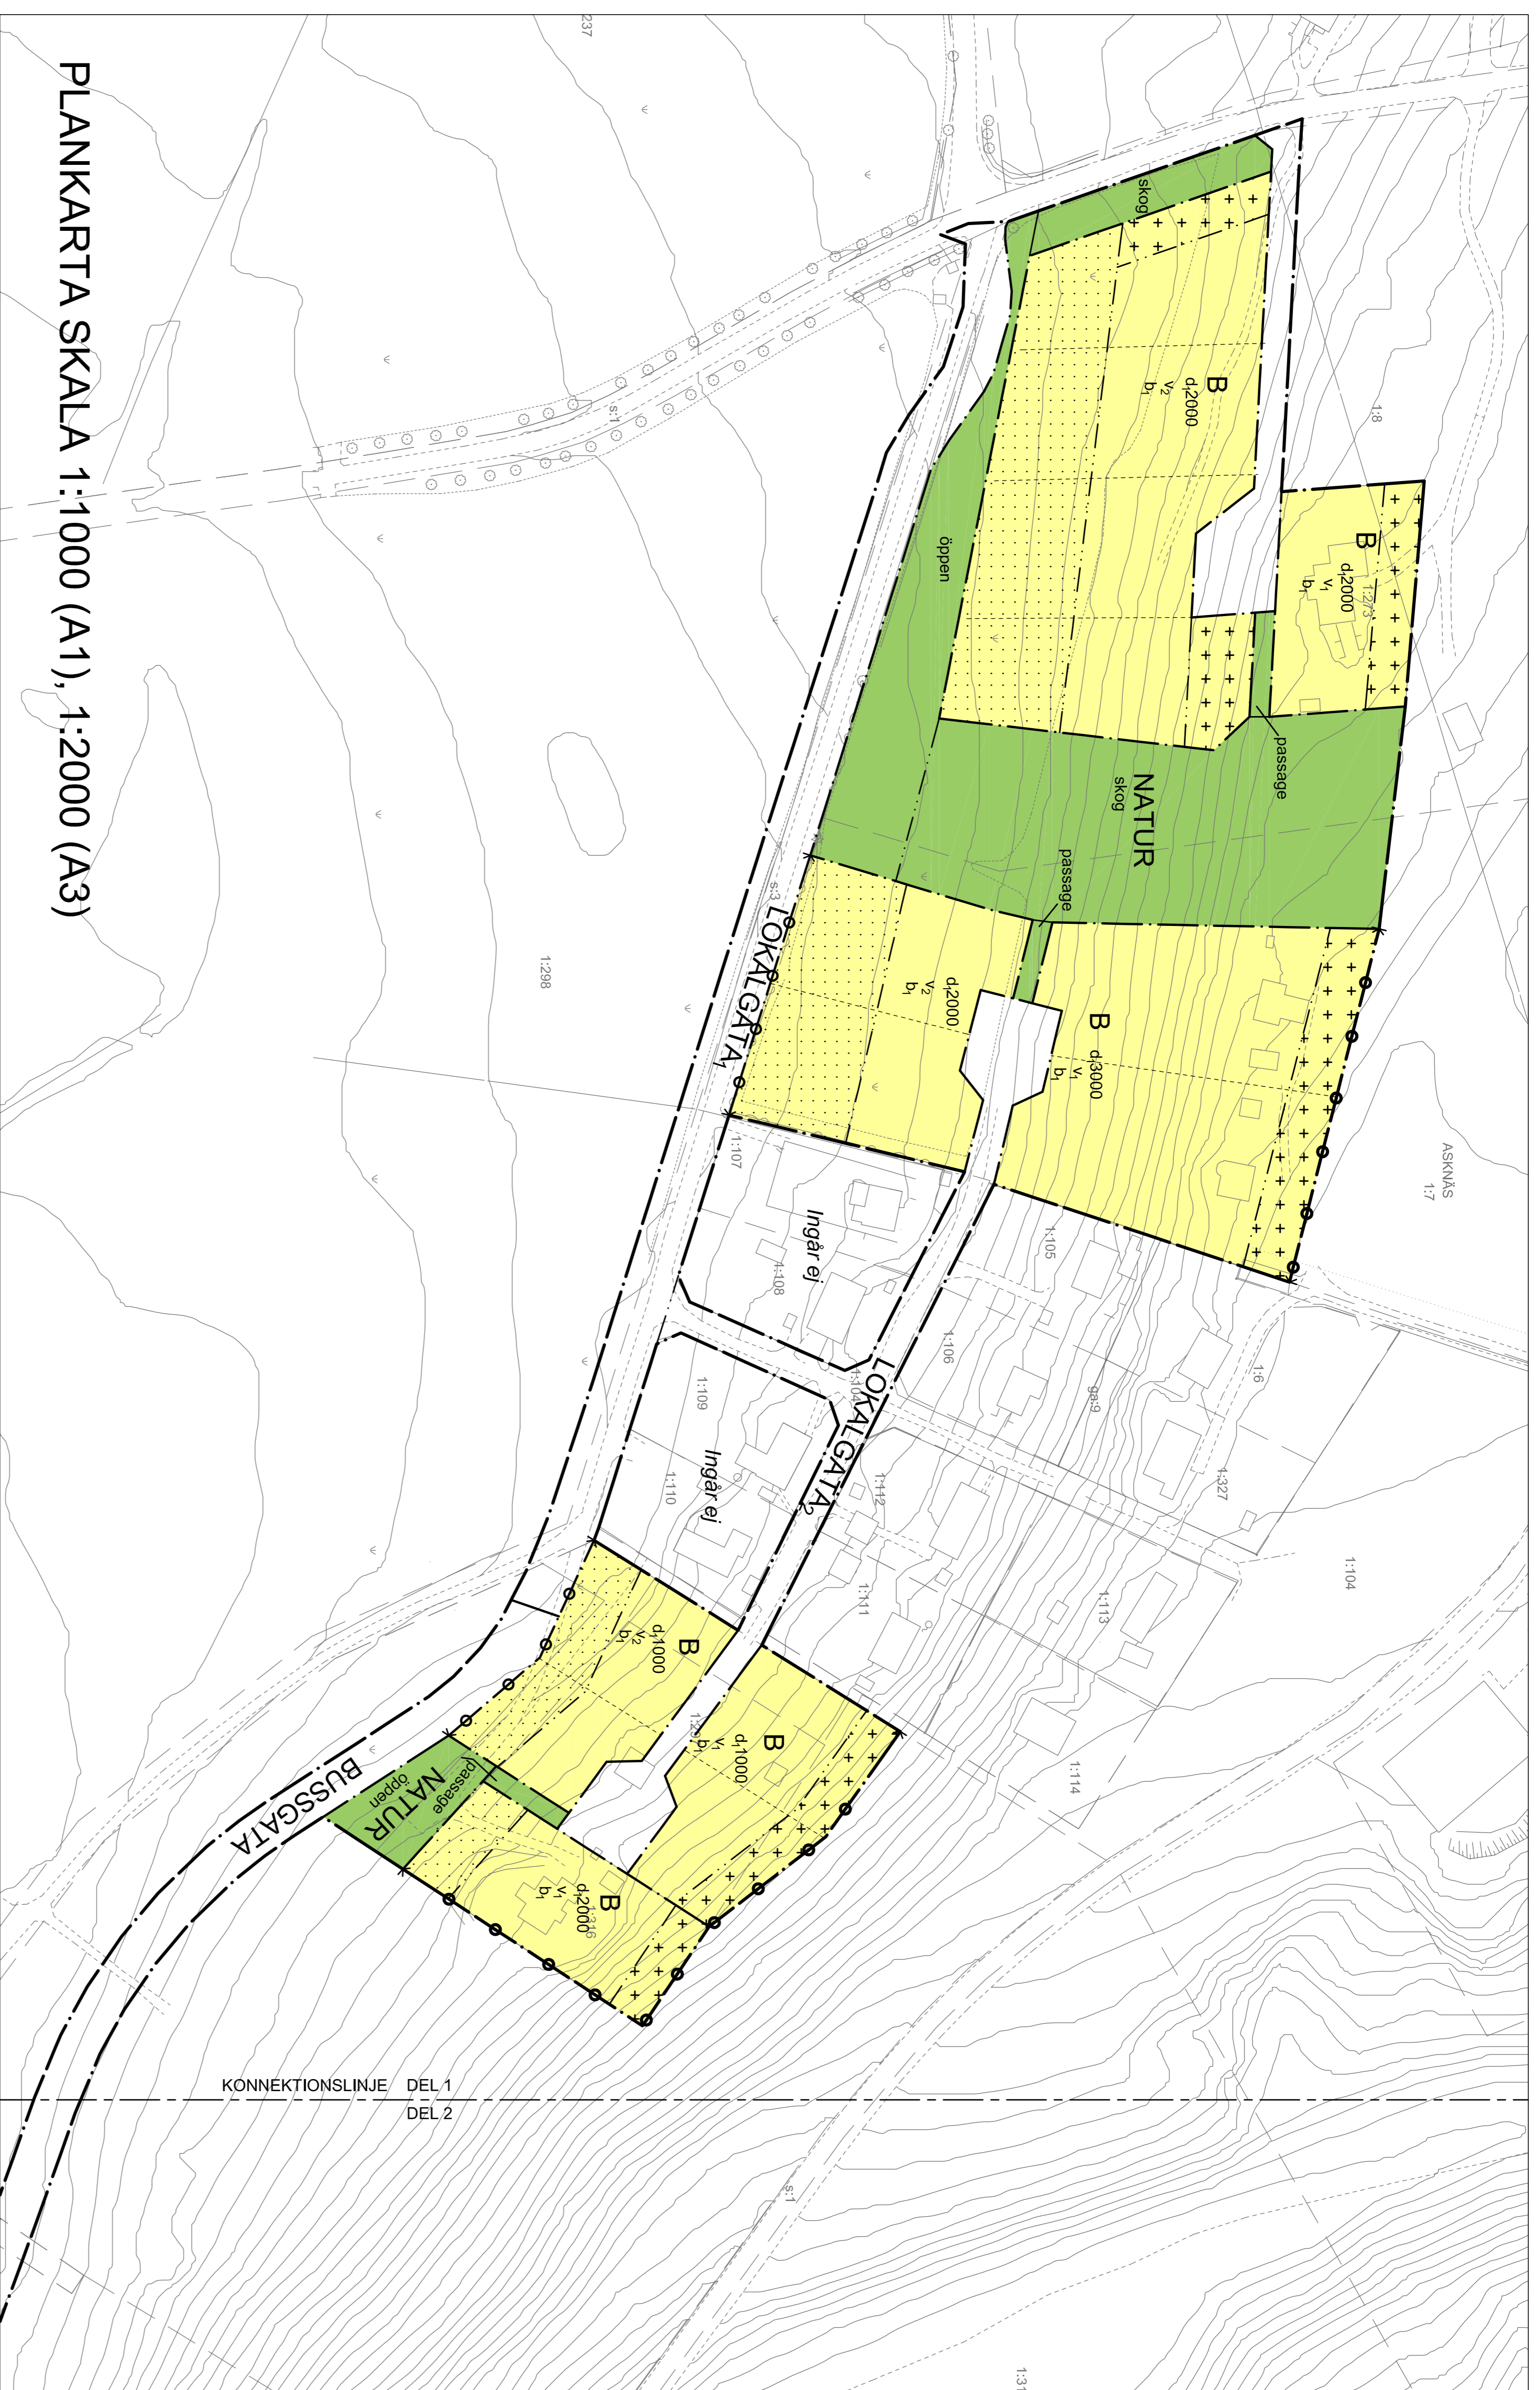 PLANKARTA SKALA 1:1000 (A1), 1:2000 (A3)
237
skog
B
d₁2000
v₂
b₁
1:8
B
d₁2000
v₁
b₁
1:273
s:1
öppen
passage
NATUR
skog
passage
s:3
LOKALGATA₁
d₁2000
v₂
b₁
B
d₁3000
v₁
b₁
1:298
ASKNÄS
1:7
1:107
Ingår ej
1:108
1:105
1:106
ga:9
1:6
1:104
LOKALGATA₂
1:109
Ingår ej
1:110
1:112
1:327
1:111
1:113
1:104
B
d₁1000
v₂
b₁
B
d₁1000
v₁
b₁
1:114
passage
NATUR
öppen
BUSSGATA
B
d₁2000
v₁
b₁
1:316
KONNEKTIONSLINJE DEL 1
DEL 2
s:1